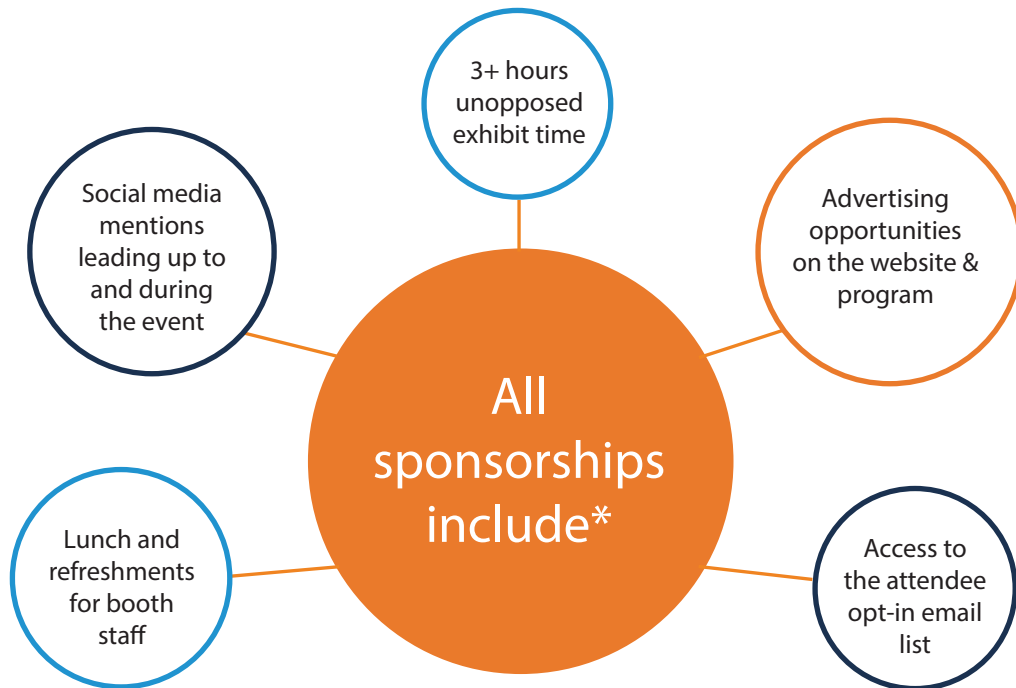 3+ hours
unopposed
exhibit time
Social media
mentions
leading up to
and during
the event
Advertising
opportunities
on the website &
program
All
sponsorships
include*
Lunch and
refreshments
for booth
staff
Access to
the attendee
opt-in email
list